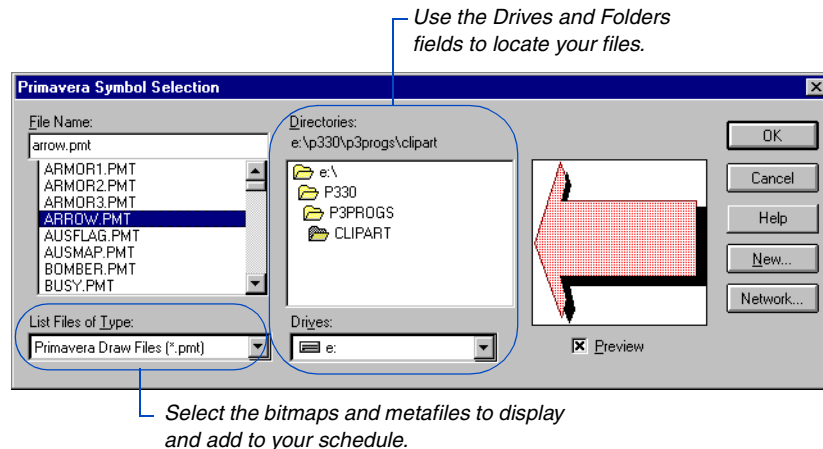 Use the Drives and Folders
fields to locate your files.
Primavera Symbol Selection
File Name:
arrow.pmt
ARMOR1.PMT
ARMOR2.PMT
ARMOR3.PMT
ARROW.PMT
AUSFLAG.PMT
AUSMAP.PMT
BOMBER.PMT
BUSY.PMT
List Files of Type:
Primavera Draw Files (*.pmt)
Directories:
e:\p330\p3progs\clipart
e:\
P330
P3PROGS
CLIPART
Drives:
e:
Preview
OK
Cancel
Help
New...
Network...
Select the bitmaps and metafiles to display
and add to your schedule.